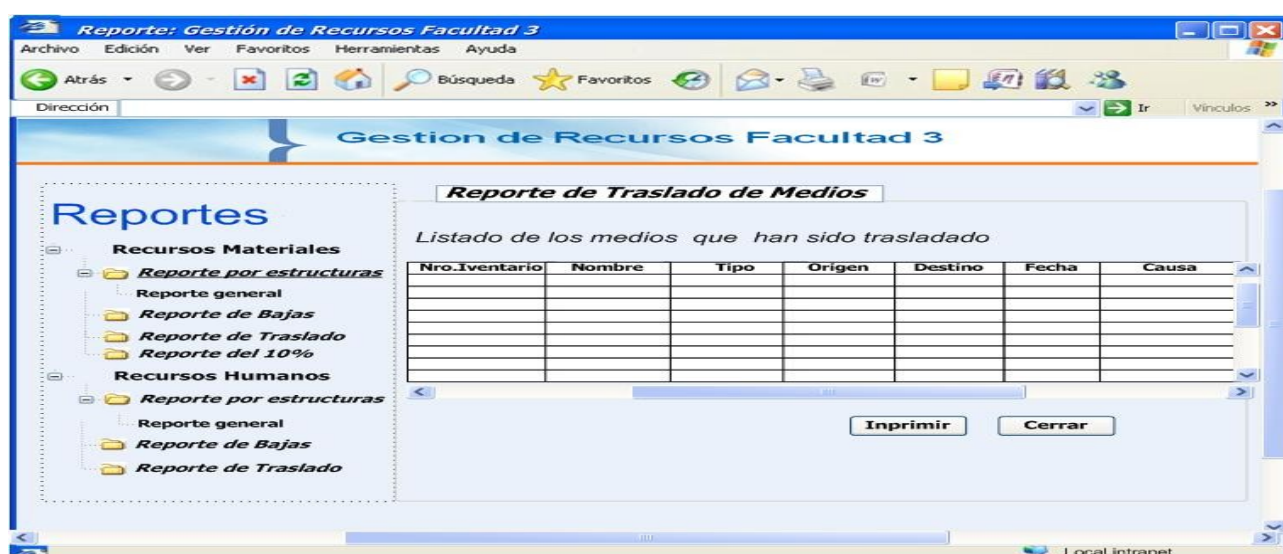 Reporte: Gestión de Recursos Facultad 3
Archivo Edición Ver Favoritos Herramientas Ayuda
Atrás Búsqueda Favoritos
Dirección Ir Vínculos »
Gestion de Recursos Facultad 3
Reporte de Traslado de Medios
Reportes
Listado de los medios que han sido trasladado
Recursos Materiales
Reporte por estructuras
Reporte general
Reporte de Bajas
Reporte de Traslado
Reporte del 10%
Recursos Humanos
Reporte por estructuras
Reporte general
Reporte de Bajas
Reporte de Traslado
Nro.Iventario Nombre Tipo Origen Destino Fecha Causa
Inprimir Cerrar
Local intranet